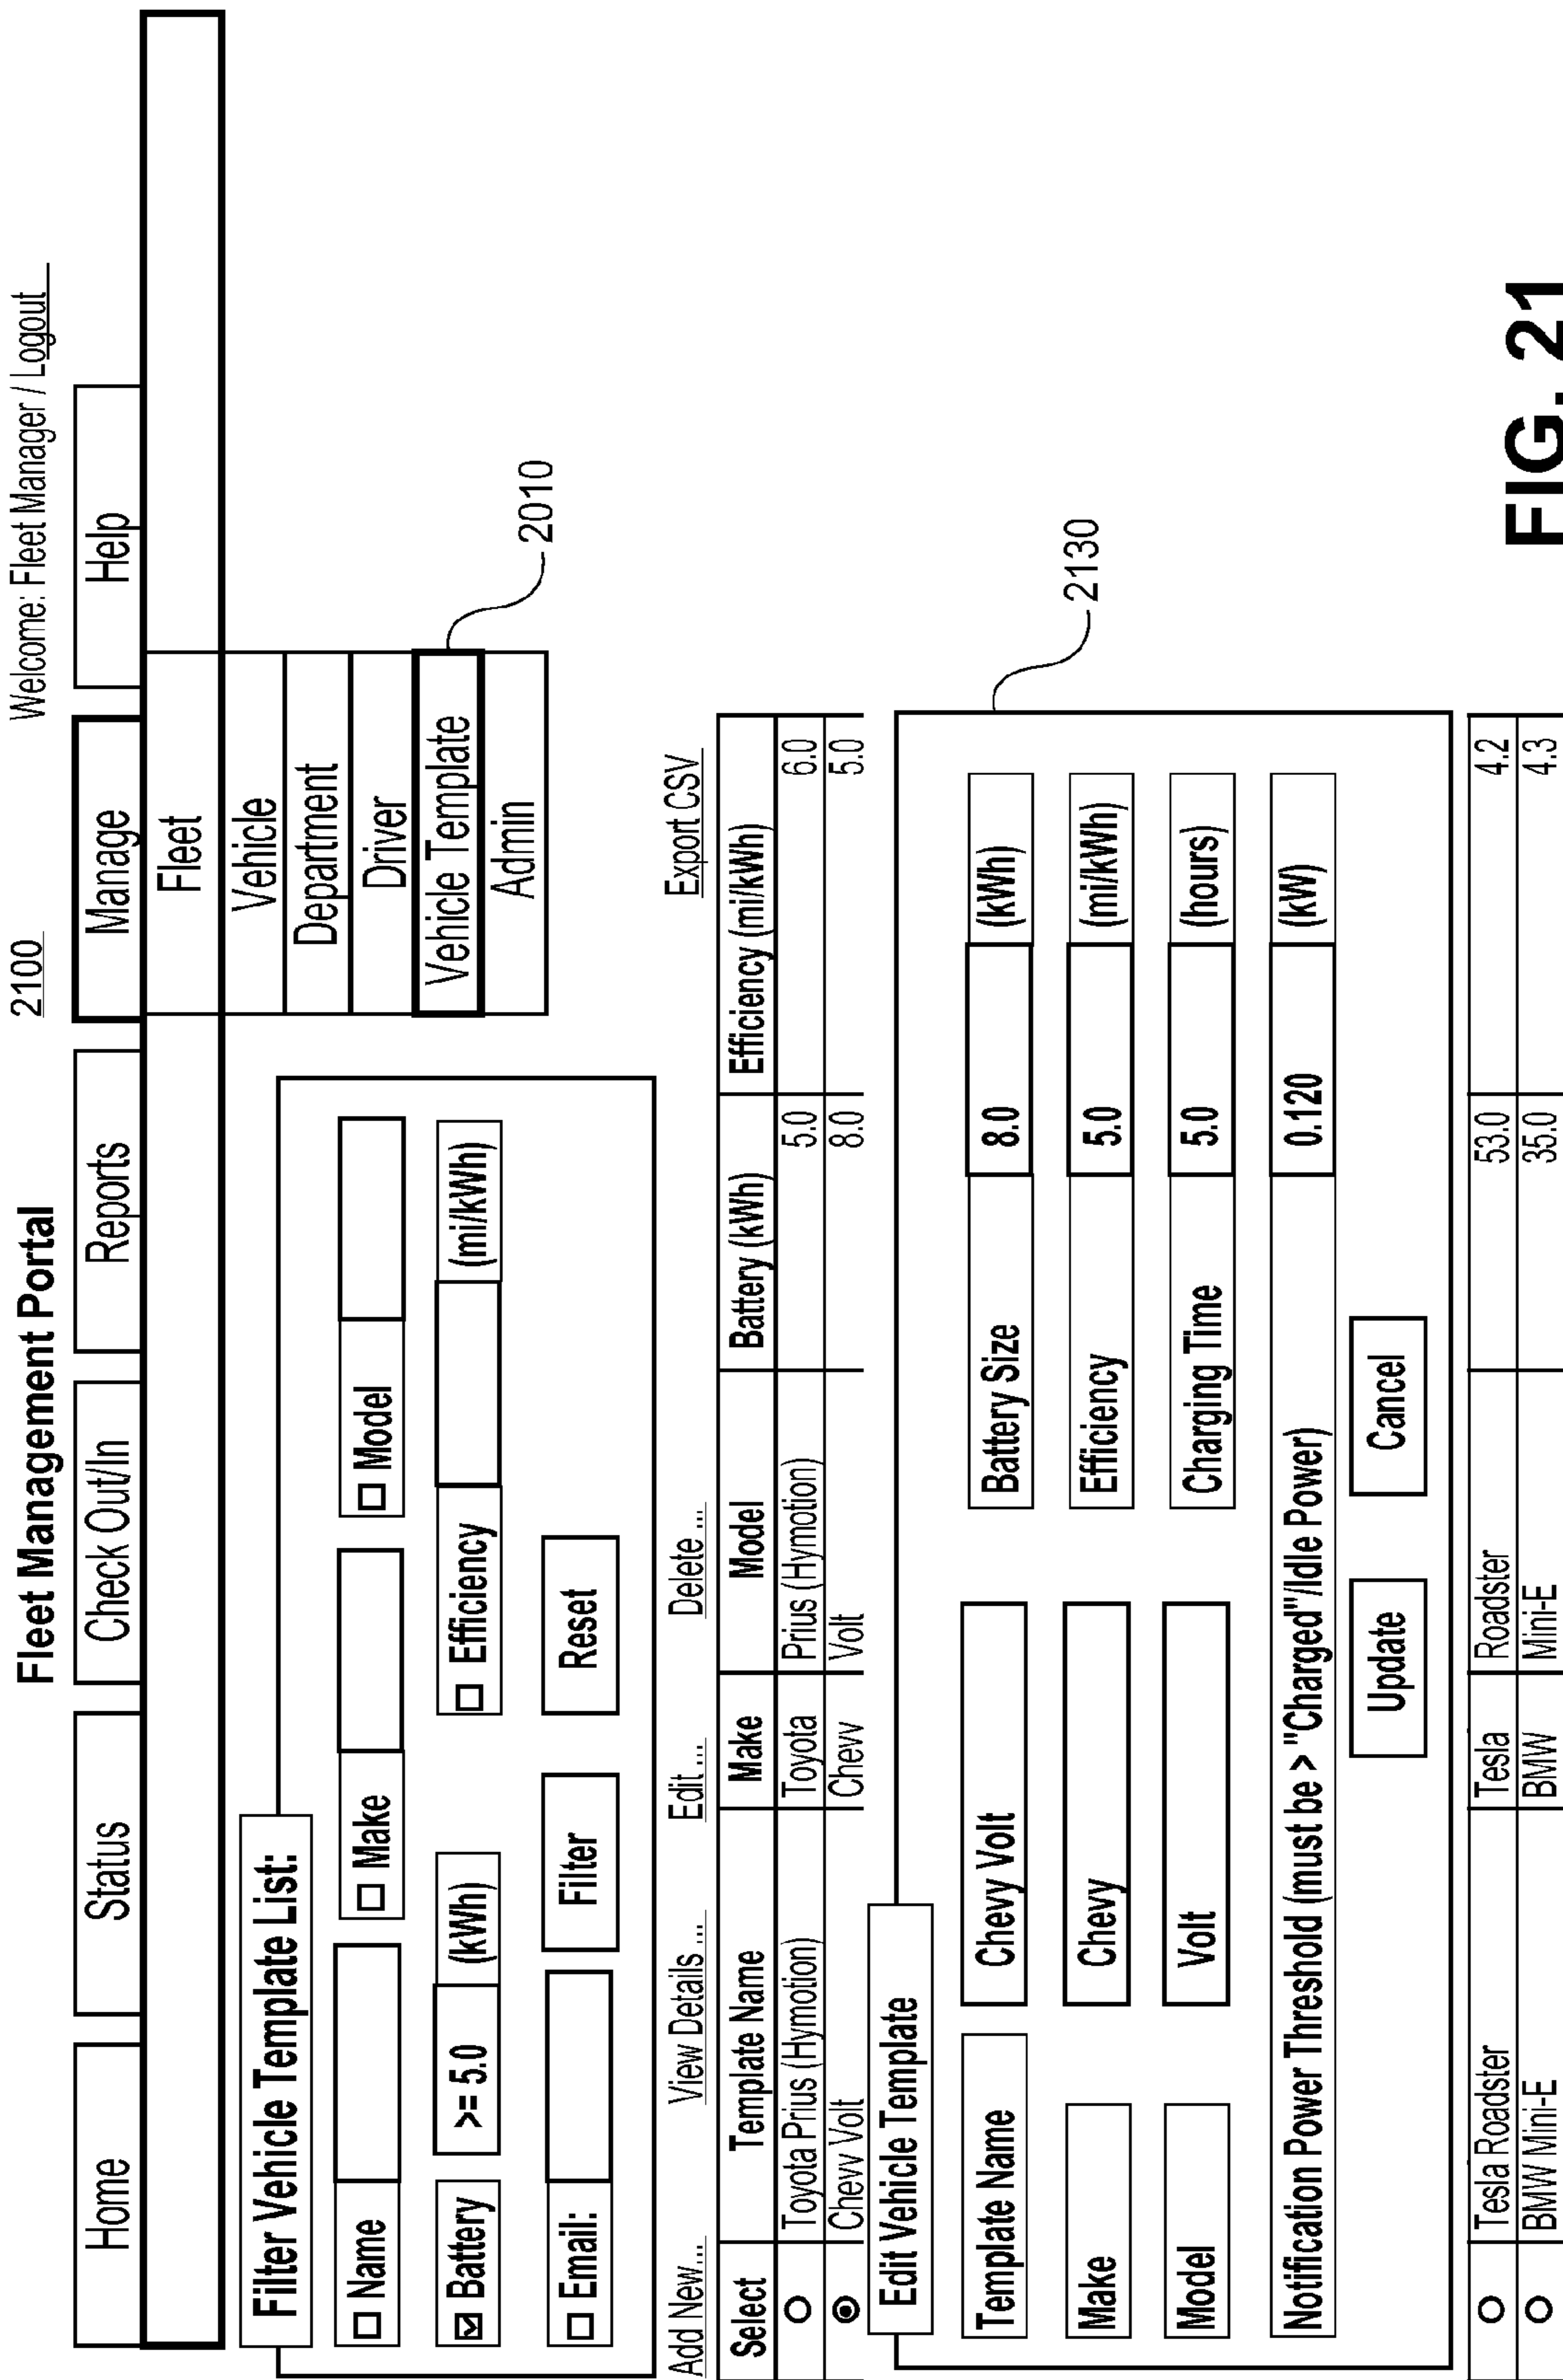 2100
Welcome: Fleet Manager / Logout
Fleet Management Portal
Home Status Check Out/In Reports Manage Help
Fleet
Vehicle
Department
Driver
Vehicle Template
Admin
2010
Filter Vehicle Template List:
Name Make Model
Battery >= 5.0 (kWh) Efficiency (mi/kWh)
Email: Filter Reset
Add New... View Details ... Edit ... Delete ... Export CSV
Select Template Name Make Model Battery (kWh) Efficiency (mi/kWh)
Toyota Prius (Hymotion) Toyota Prius (Hymotion) 5.0 6.0
Chevy Volt Chevy Volt 8.0 5.0
Edit Vehicle Template
2130
Template Name Chevy Volt Battery Size 8.0 (kWh)
Make Chevy Efficiency 5.0 (mi/kWh)
Model Volt Charging Time 5.0 (hours)
Notification Power Threshold (must be > "Charged"/Idle Power) 0.120 (kW)
Update Cancel
Tesla Roadster Tesla Roadster 53.0 4.2
BMW Mini-E BMW Mini-E 35.0 4.3
FIG. 21